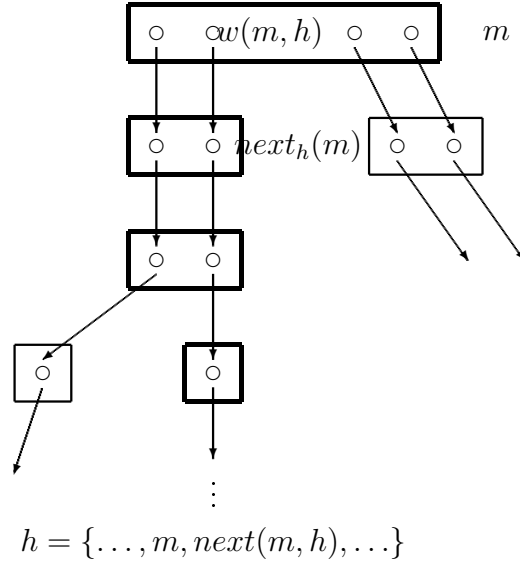 w(m, h) m
next_h(m)
⋮
h = {…, m, next(m, h), …}